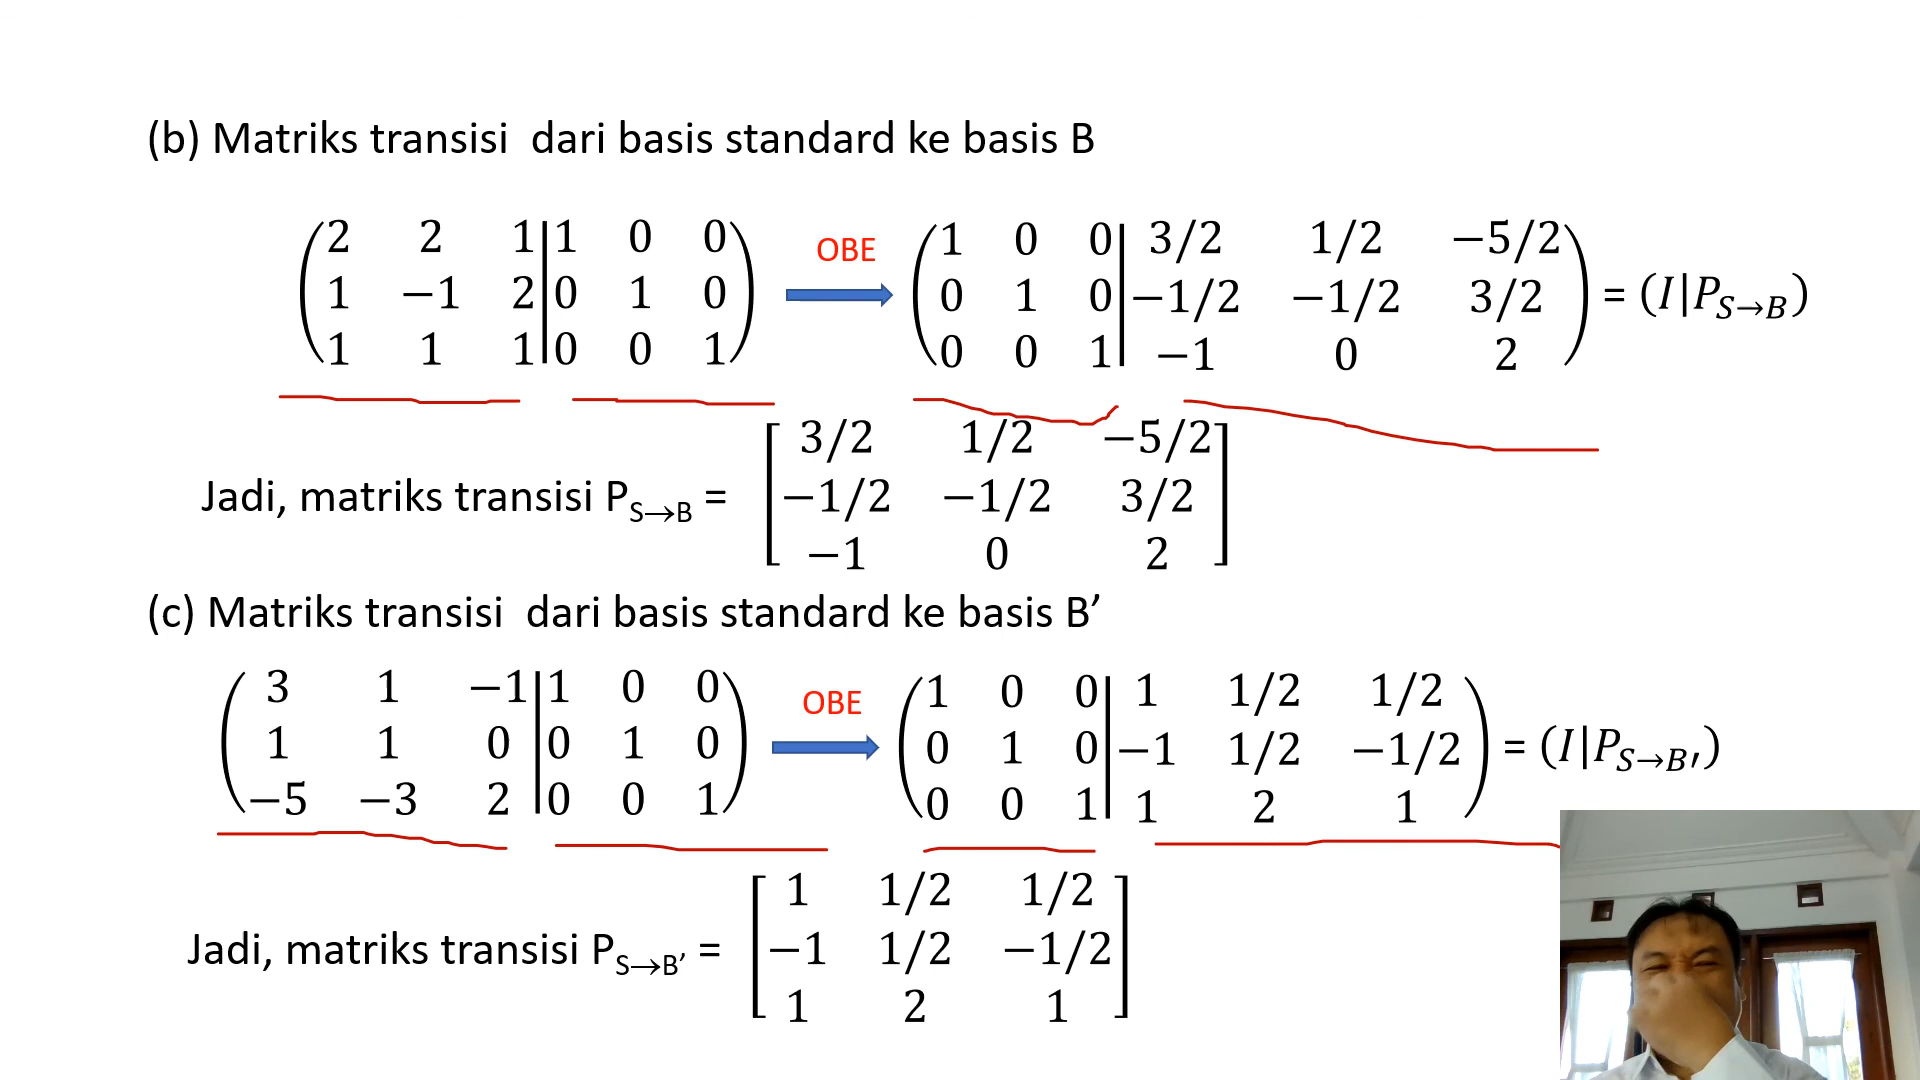 (b) Matriks transisi dari basis standard ke basis B
2 2 1 | 1 0 0 OBE 1 0 0 | 3/2 1/2 −5/2
1 −1 2 | 0 1 0 0 1 0 | −1/2 −1/2 3/2 = (I|P_{S→B})
1 1 1 | 0 0 1 0 0 1 | −1 0 2
3/2 1/2 −5/2
Jadi, matriks transisi P_{S→B} = −1/2 −1/2 3/2
−1 0 2
(c) Matriks transisi dari basis standard ke basis B’
3 1 −1 | 1 0 0 OBE 1 0 0 | 1 1/2 1/2
1 1 0 | 0 1 0 0 1 0 | −1 1/2 −1/2 = (I|P_{S→B′})
−5 −3 2 | 0 0 1 0 0 1 | 1 2 1
1 1/2 1/2
Jadi, matriks transisi P_{S→B’} = −1 1/2 −1/2
1 2 1